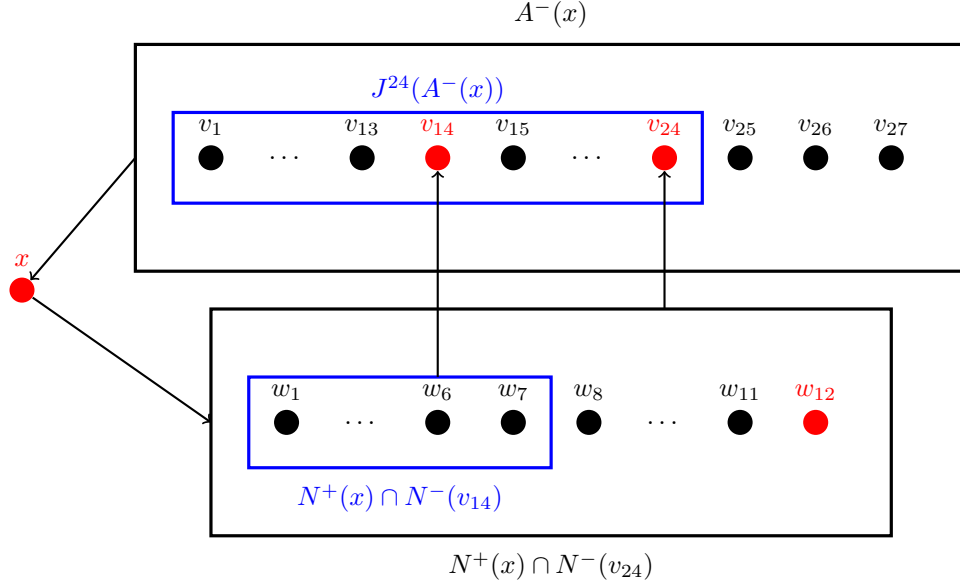 A⁻(x)
J²⁴(A⁻(x))
v₁ v₁₃ v₁₄ v₁₅ v₂₄ v₂₅ v₂₆ v₂₇
⋯ ⋯
x
w₁ w₆ w₇ w₈ w₁₁ w₁₂
⋯ ⋯
N⁺(x) ∩ N⁻(v₁₄)
N⁺(x) ∩ N⁻(v₂₄)